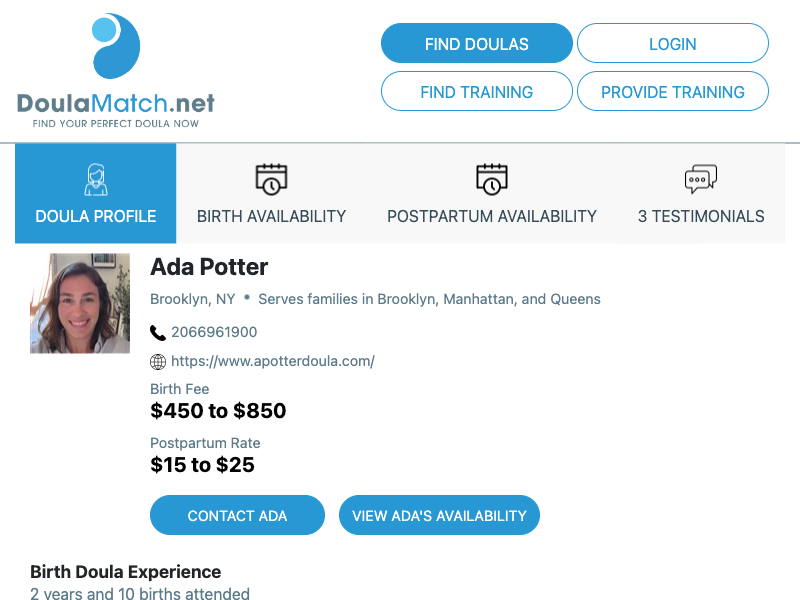 DoulaMatch.net
FIND YOUR PERFECT DOULA NOW
FIND DOULAS
LOGIN
FIND TRAINING
PROVIDE TRAINING
DOULA PROFILE
BIRTH AVAILABILITY
POSTPARTUM AVAILABILITY
3 TESTIMONIALS
Ada Potter
Brooklyn, NY • Serves families in Brooklyn, Manhattan, and Queens
2066961900
https://www.apotterdoula.com/
Birth Fee
$450 to $850
Postpartum Rate
$15 to $25
CONTACT ADA
VIEW ADA'S AVAILABILITY
Birth Doula Experience
2 years and 10 births attended